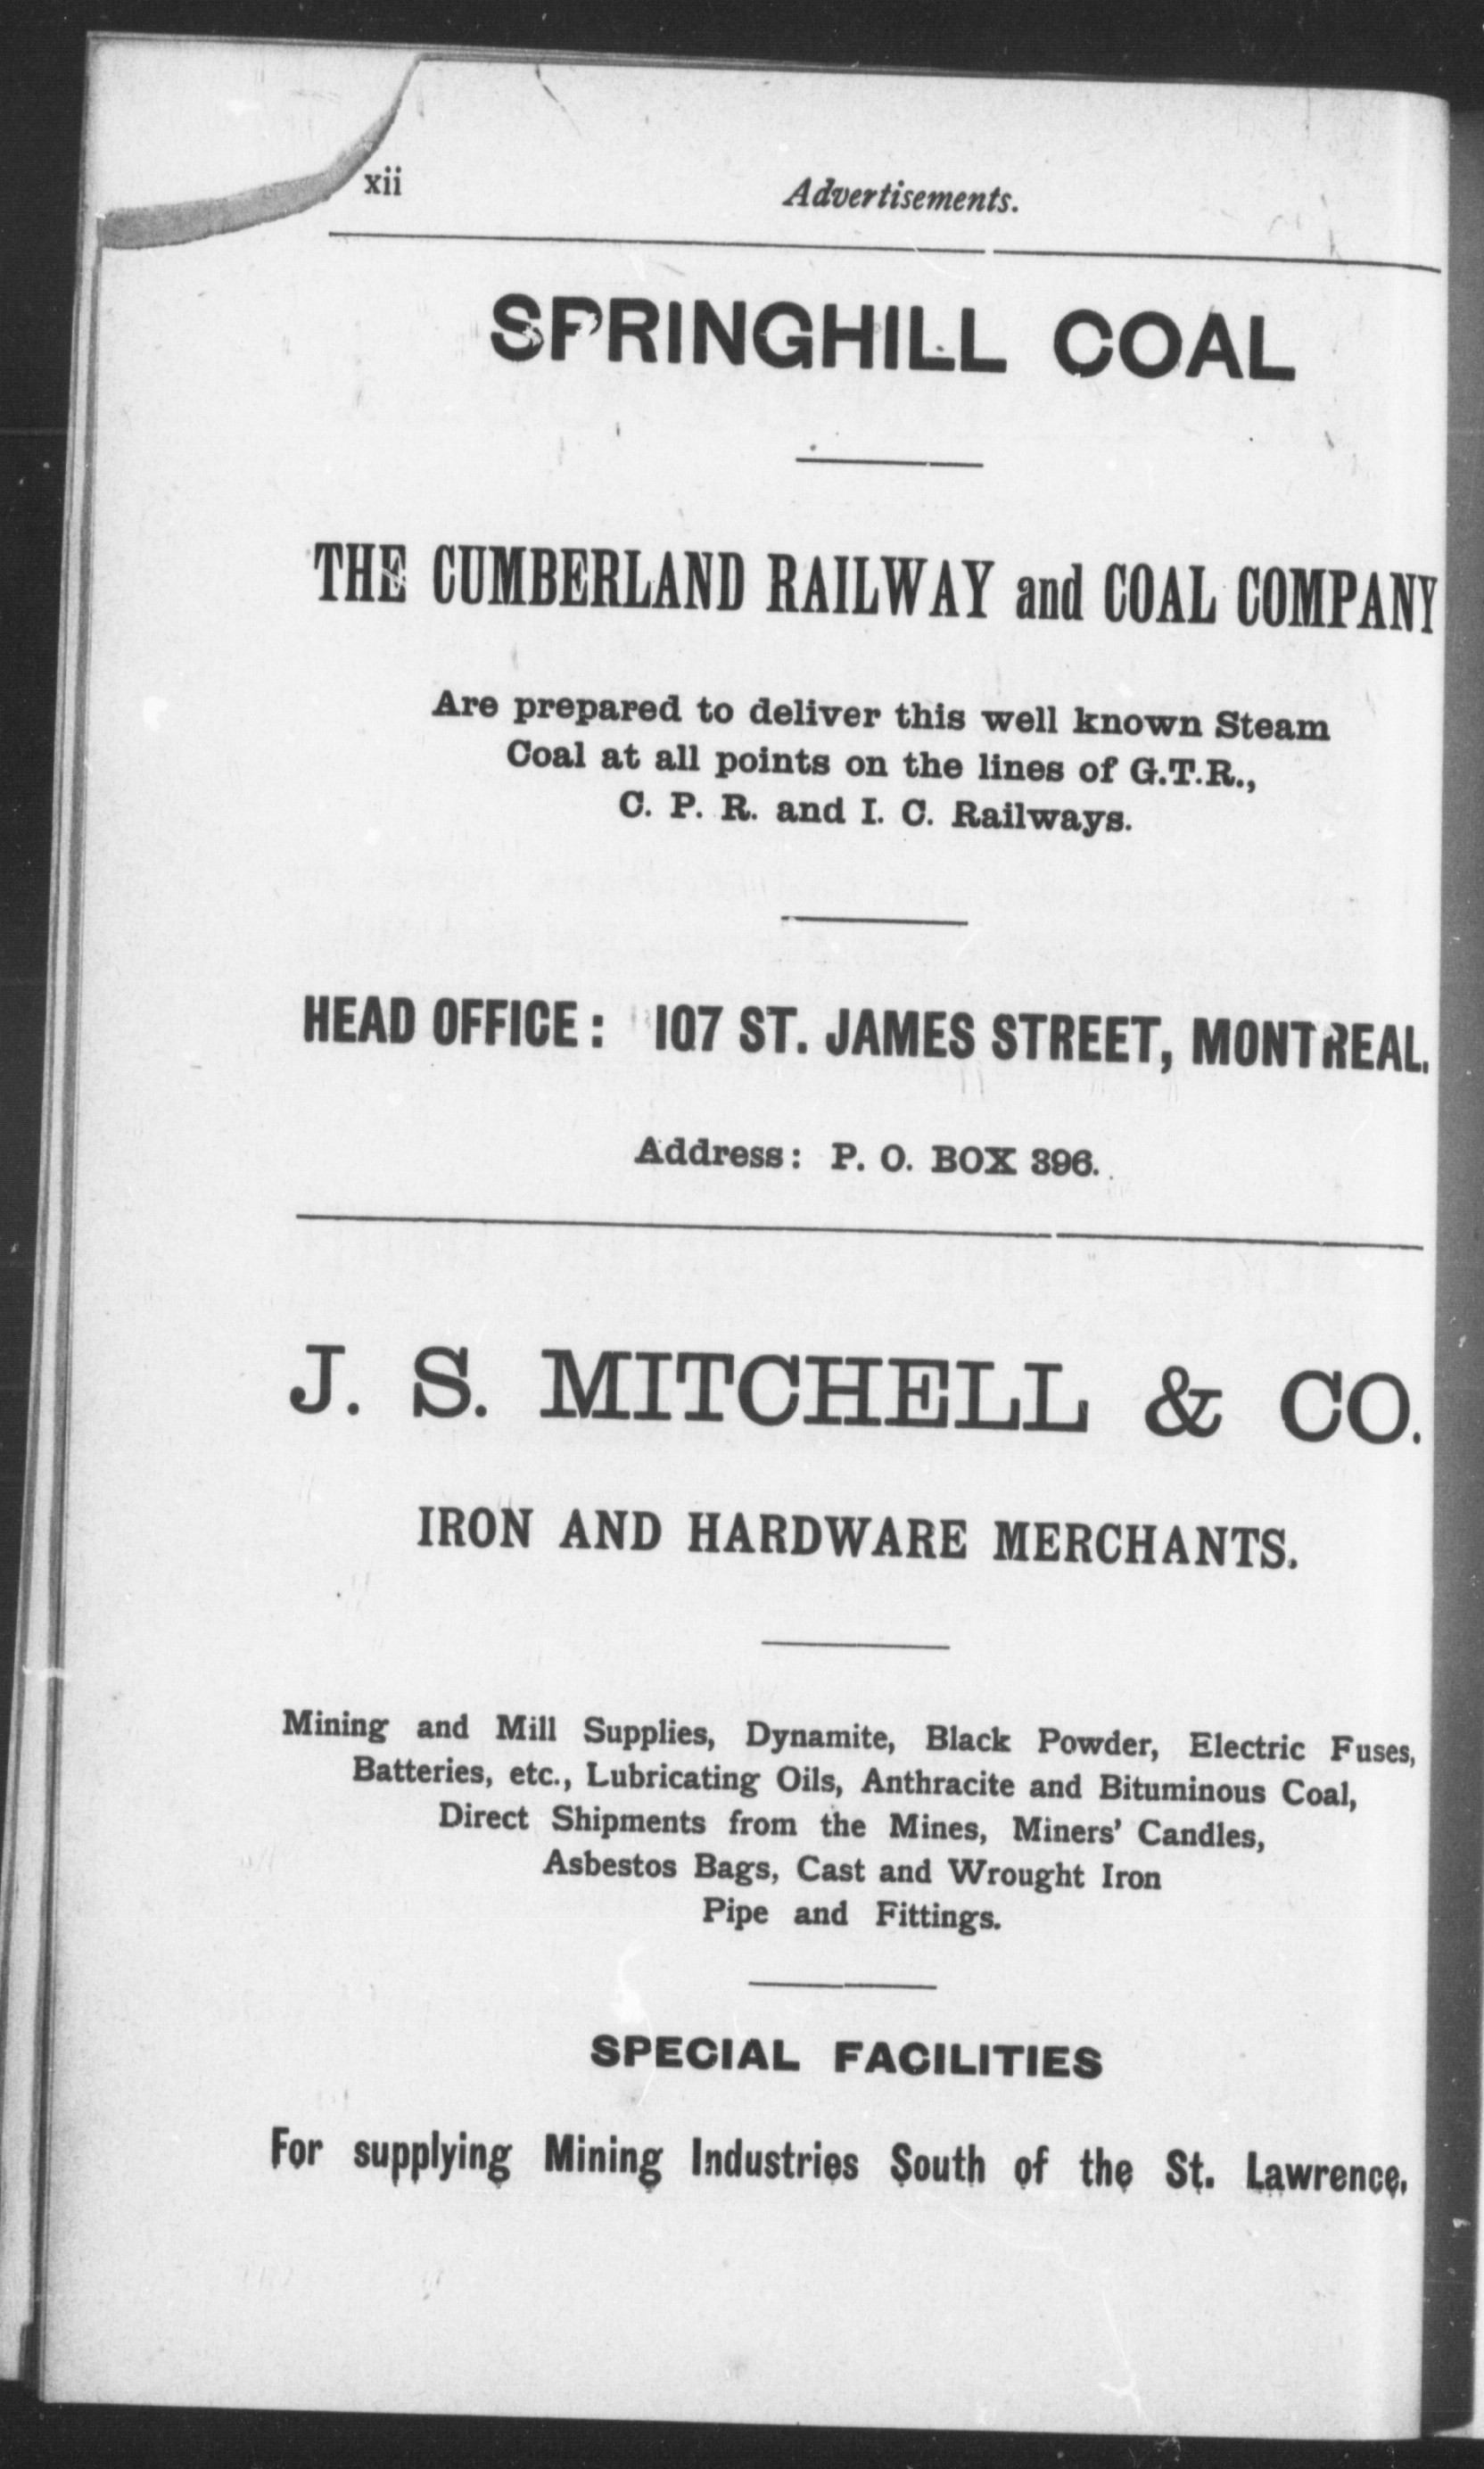 xii
Advertisements.
SPRINGHILL COAL
THE CUMBERLAND RAILWAY and COAL COMPANY
Are prepared to deliver this well known Steam
Coal at all points on the lines of G.T.R.,
C. P. R. and I. C. Railways.
HEAD OFFICE : 107 ST. JAMES STREET, MONTREAL.
Address : P. O. BOX 396.
J. S. MITCHELL & CO.
IRON AND HARDWARE MERCHANTS.
Mining and Mill Supplies, Dynamite, Black Powder, Electric Fuses,
Batteries, etc., Lubricating Oils, Anthracite and Bituminous Coal,
Direct Shipments from the Mines, Miners' Candles,
Asbestos Bags, Cast and Wrought Iron
Pipe and Fittings.
SPECIAL FACILITIES
For supplying Mining Industries South of the St. Lawrence.